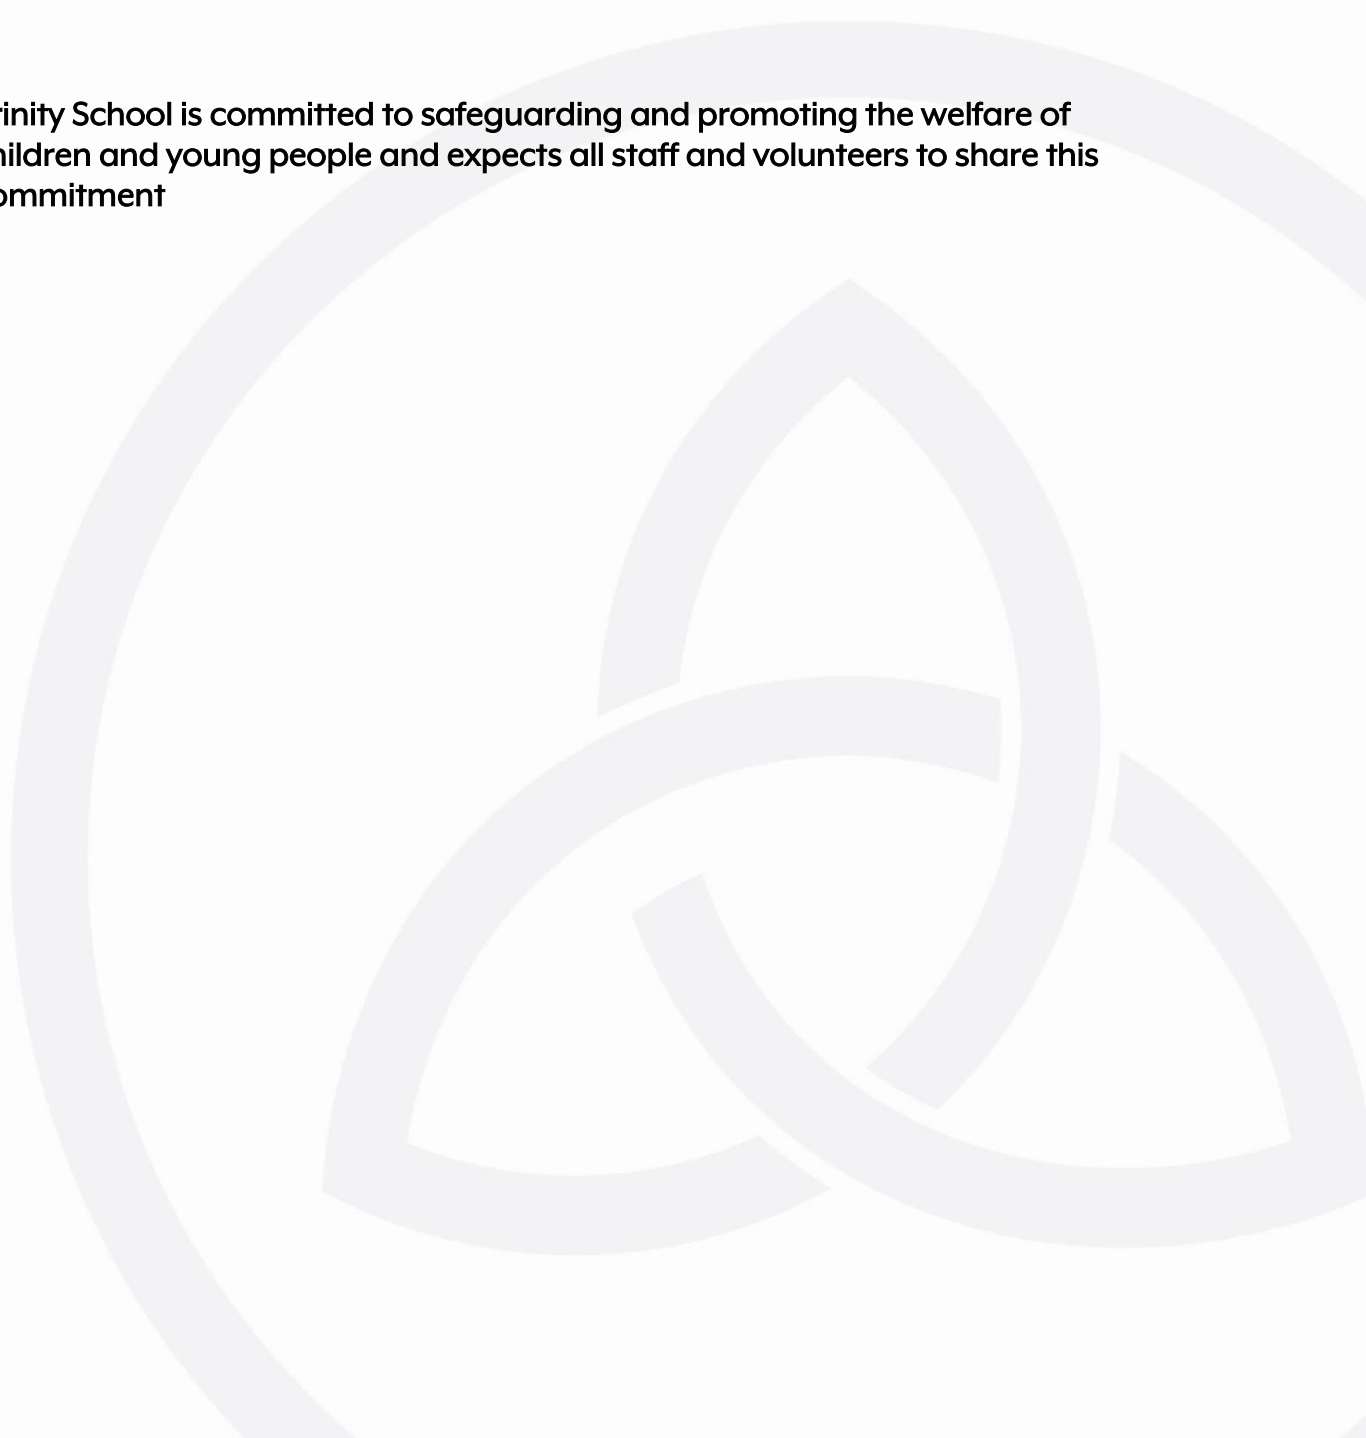 rinity School is committed to safeguarding and promoting the welfare of
hildren and young people and expects all staff and volunteers to share this
ommitment